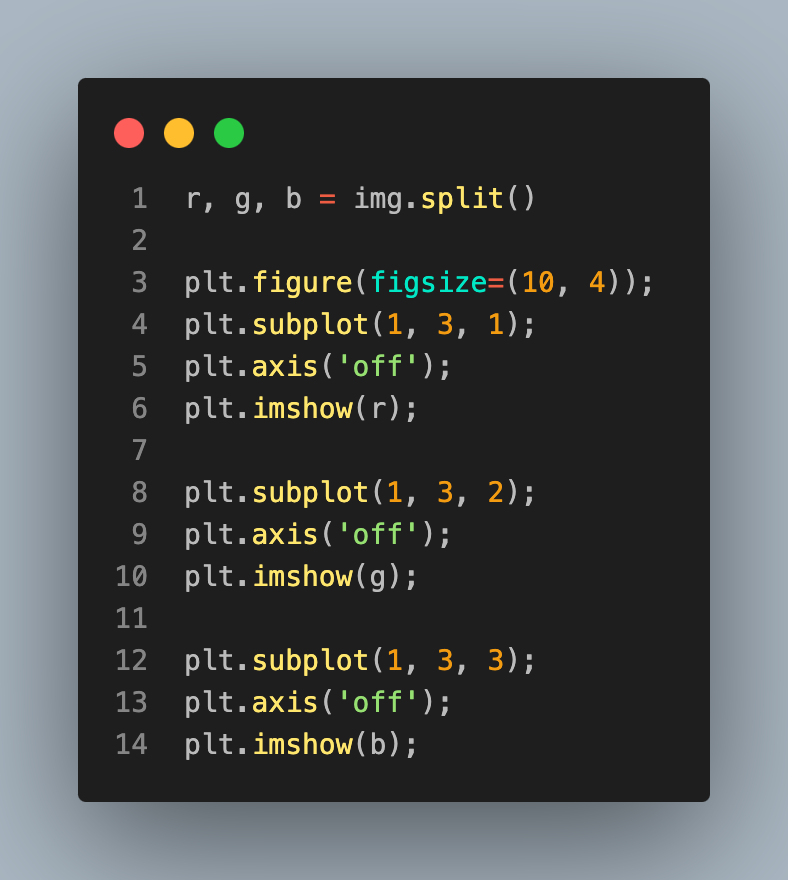 1 r, g, b = img.split()
2
3 plt.figure(figsize=(10, 4));
4 plt.subplot(1, 3, 1);
5 plt.axis('off');
6 plt.imshow(r);
7
8 plt.subplot(1, 3, 2);
9 plt.axis('off');
10 plt.imshow(g);
11
12 plt.subplot(1, 3, 3);
13 plt.axis('off');
14 plt.imshow(b);